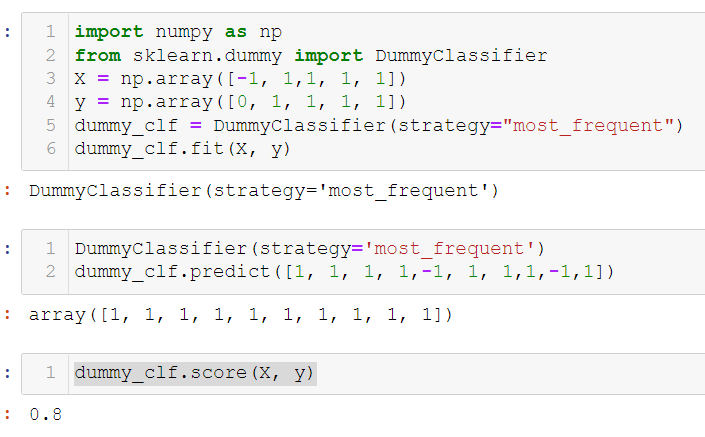 : 1 import numpy as np
2 from sklearn.dummy import DummyClassifier
3 X = np.array([-1, 1,1, 1, 1])
4 y = np.array([0, 1, 1, 1, 1])
5 dummy_clf = DummyClassifier(strategy="most_frequent")
6 dummy_clf.fit(X, y)
: DummyClassifier(strategy='most_frequent')
: 1 DummyClassifier(strategy='most_frequent')
2 dummy_clf.predict([1, 1, 1, 1,-1, 1, 1,1,-1,1])
: array([1, 1, 1, 1, 1, 1, 1, 1, 1, 1])
: 1 dummy_clf.score(X, y)
: 0.8